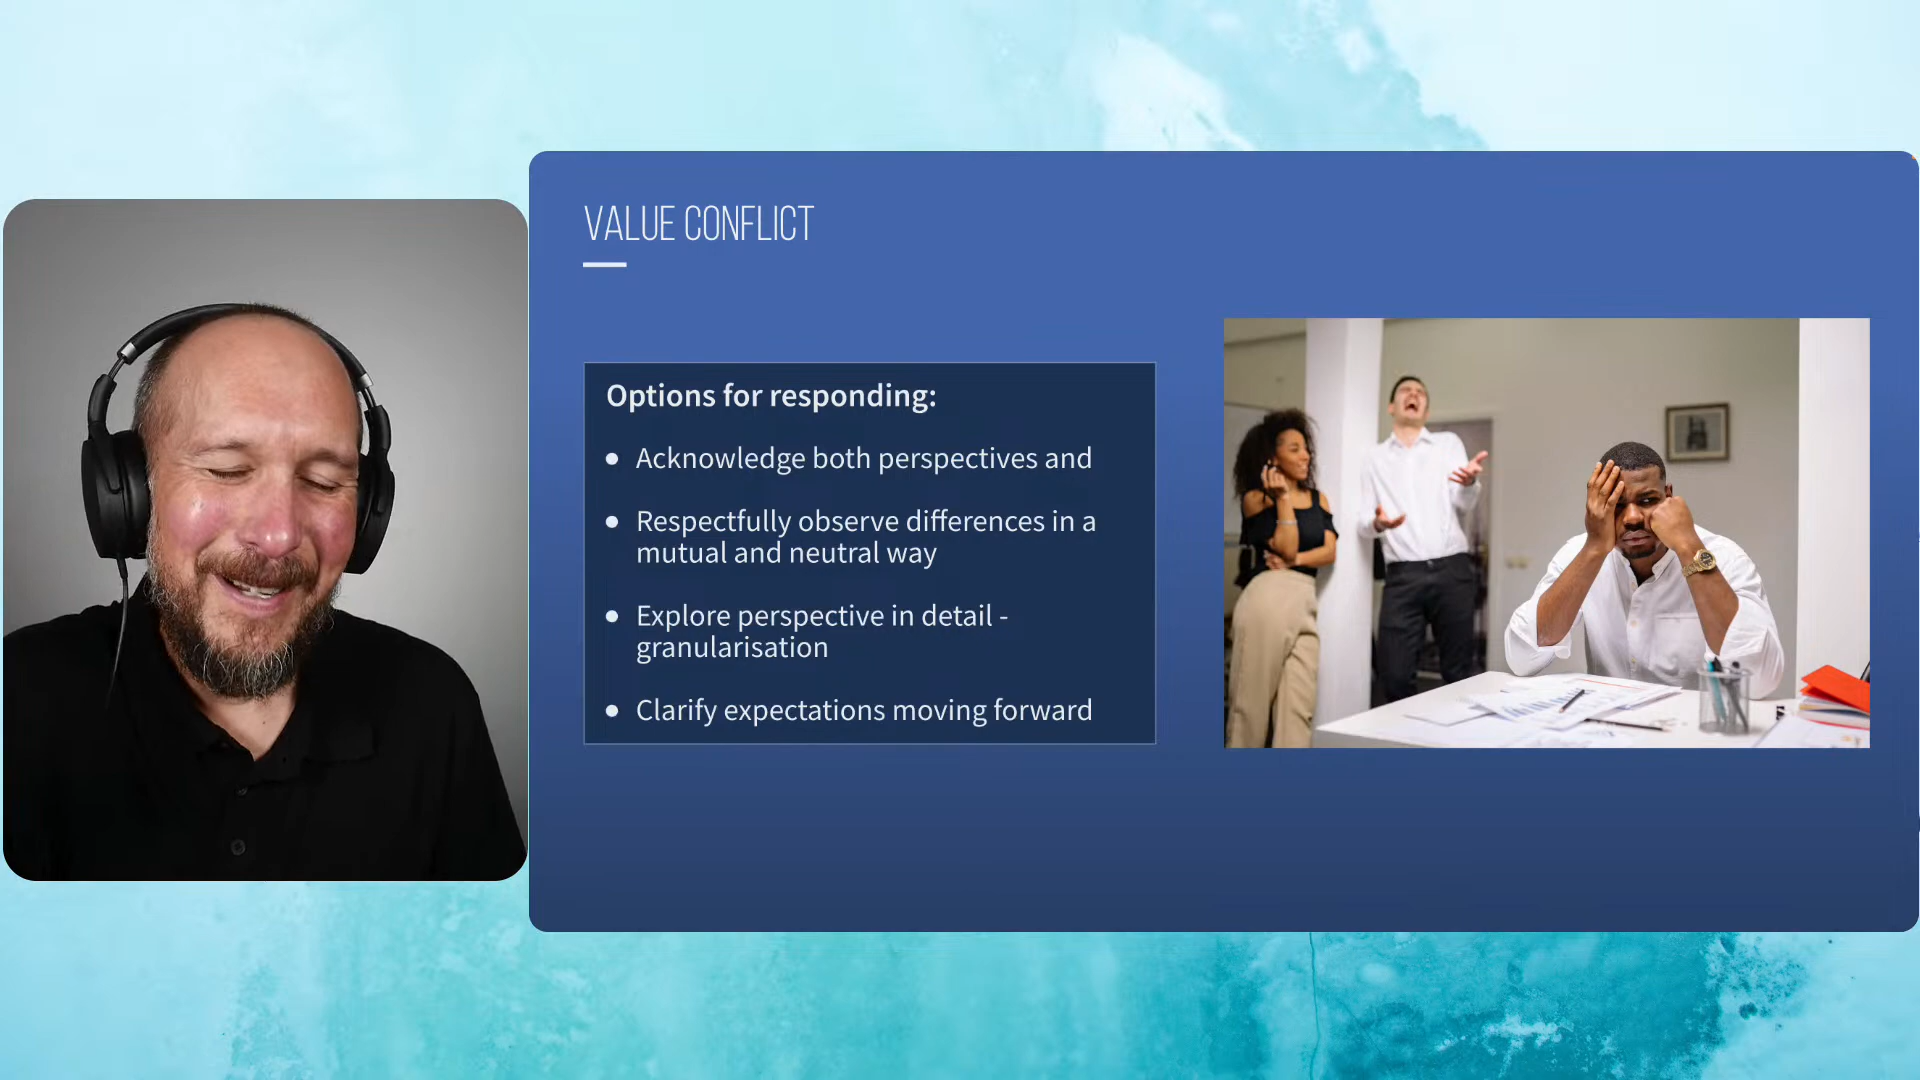 VALUE CONFLICT
Options for responding:
● Acknowledge both perspectives and
● Respectfully observe differences in a
mutual and neutral way
● Explore perspective in detail -
granularisation
● Clarify expectations moving forward